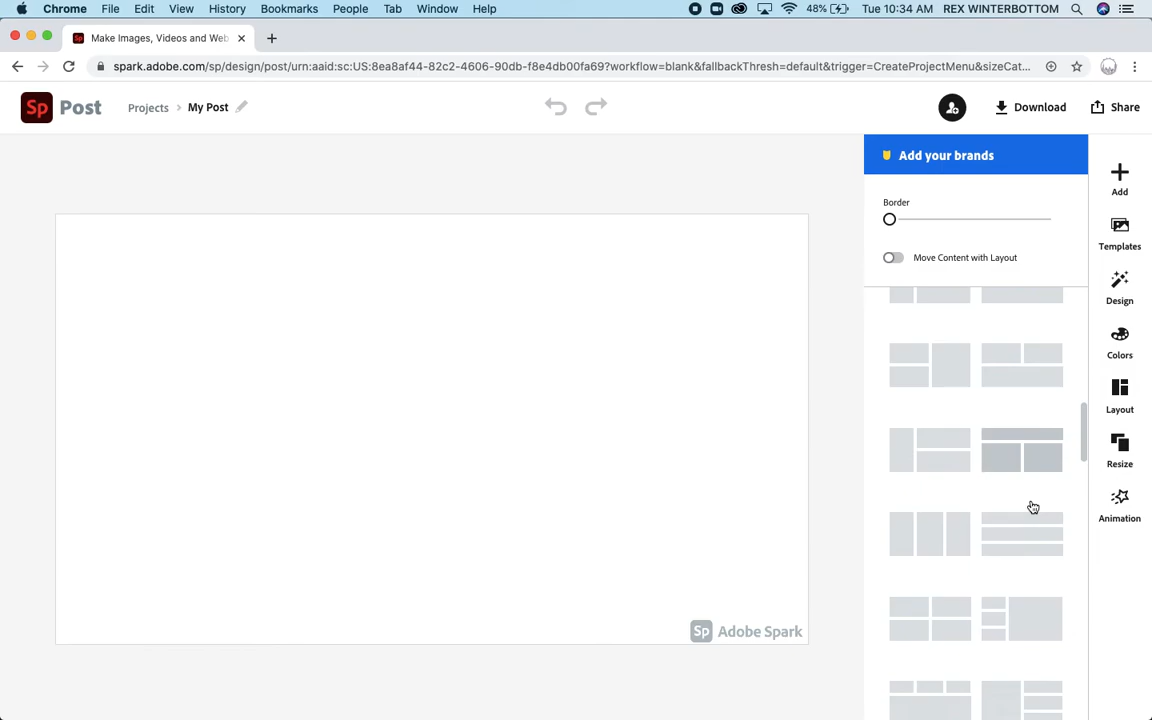 Chrome File Edit View History Bookmarks People Tab Window Help 48% Tue 10:34 AM REX WINTERBOTTOM
Sp Make Images, Videos and Web
spark.adobe.com/sp/design/post/urn:aaid:sc:US:8ea8af44-82c2-4606-90db-f8e4db00fa69?workflow=blank&fallbackThresh=default&trigger=CreateProjectMenu&sizeCat...
Sp Post Projects > My Post Download Share
Add your brands
Border
Move Content with Layout
Add
Templates
Design
Colors
Layout
Resize
Animation
Sp Adobe Spark